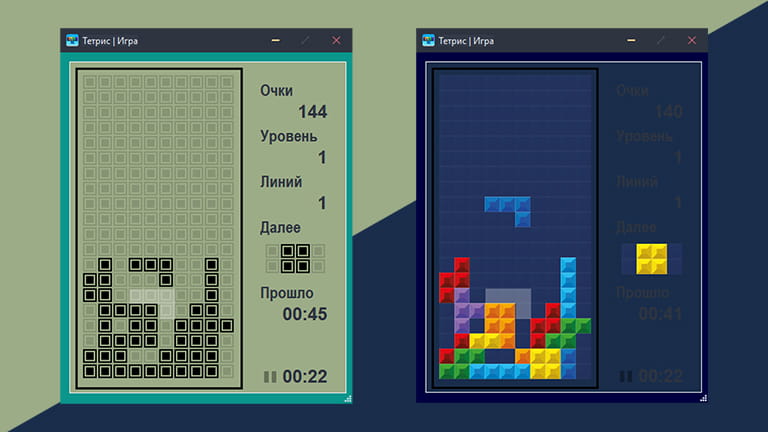 Тетрис | Игра
Очки
144
Уровень
1
Линий
1
Далее
Прошло
00:45
00:22
Тетрис | Игра
Очки
140
Уровень
1
Линий
1
Далее
Прошло
00:41
00:22